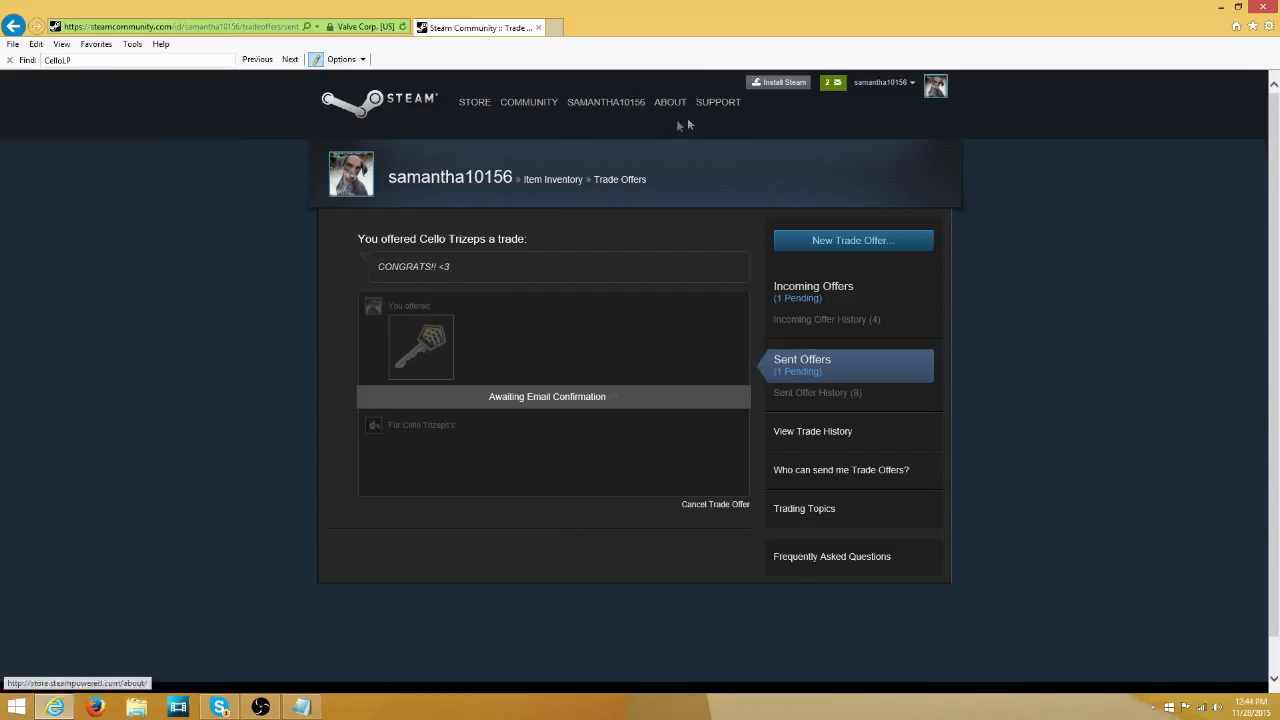 https://steamcommunity.com/id/samantha10156/tradeoffers/sent
Valve Corp. [US]
Steam Community :: Trade ...
File Edit View Favorites Tools Help
Find: CelloLP Previous Next Options
Install Steam 2 samantha10156
STEAM® STORE COMMUNITY SAMANTHA10156 ABOUT SUPPORT
samantha10156 » Item Inventory » Trade Offers
You offered Cello Trizeps a trade:
CONGRATS!! <3
You offered:
Awaiting Email Confirmation
For Cello Trizeps's:
Cancel Trade Offer
New Trade Offer...
Incoming Offers
(1 Pending)
Incoming Offer History (4)
Sent Offers
(1 Pending)
Sent Offer History (8)
View Trade History
Who can send me Trade Offers?
Trading Topics
Frequently Asked Questions
http://store.steampowered.com/about/
12:44 PM
11/28/2015